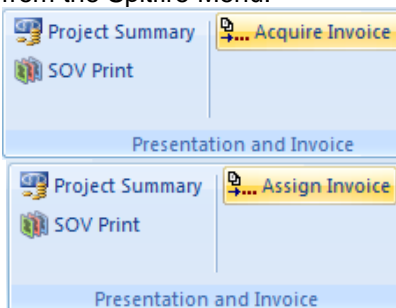 from the Spitfire Menu.
Project Summary Acquire Invoice
SOV Print
Presentation and Invoice
Project Summary Assign Invoice
SOV Print
Presentation and Invoice